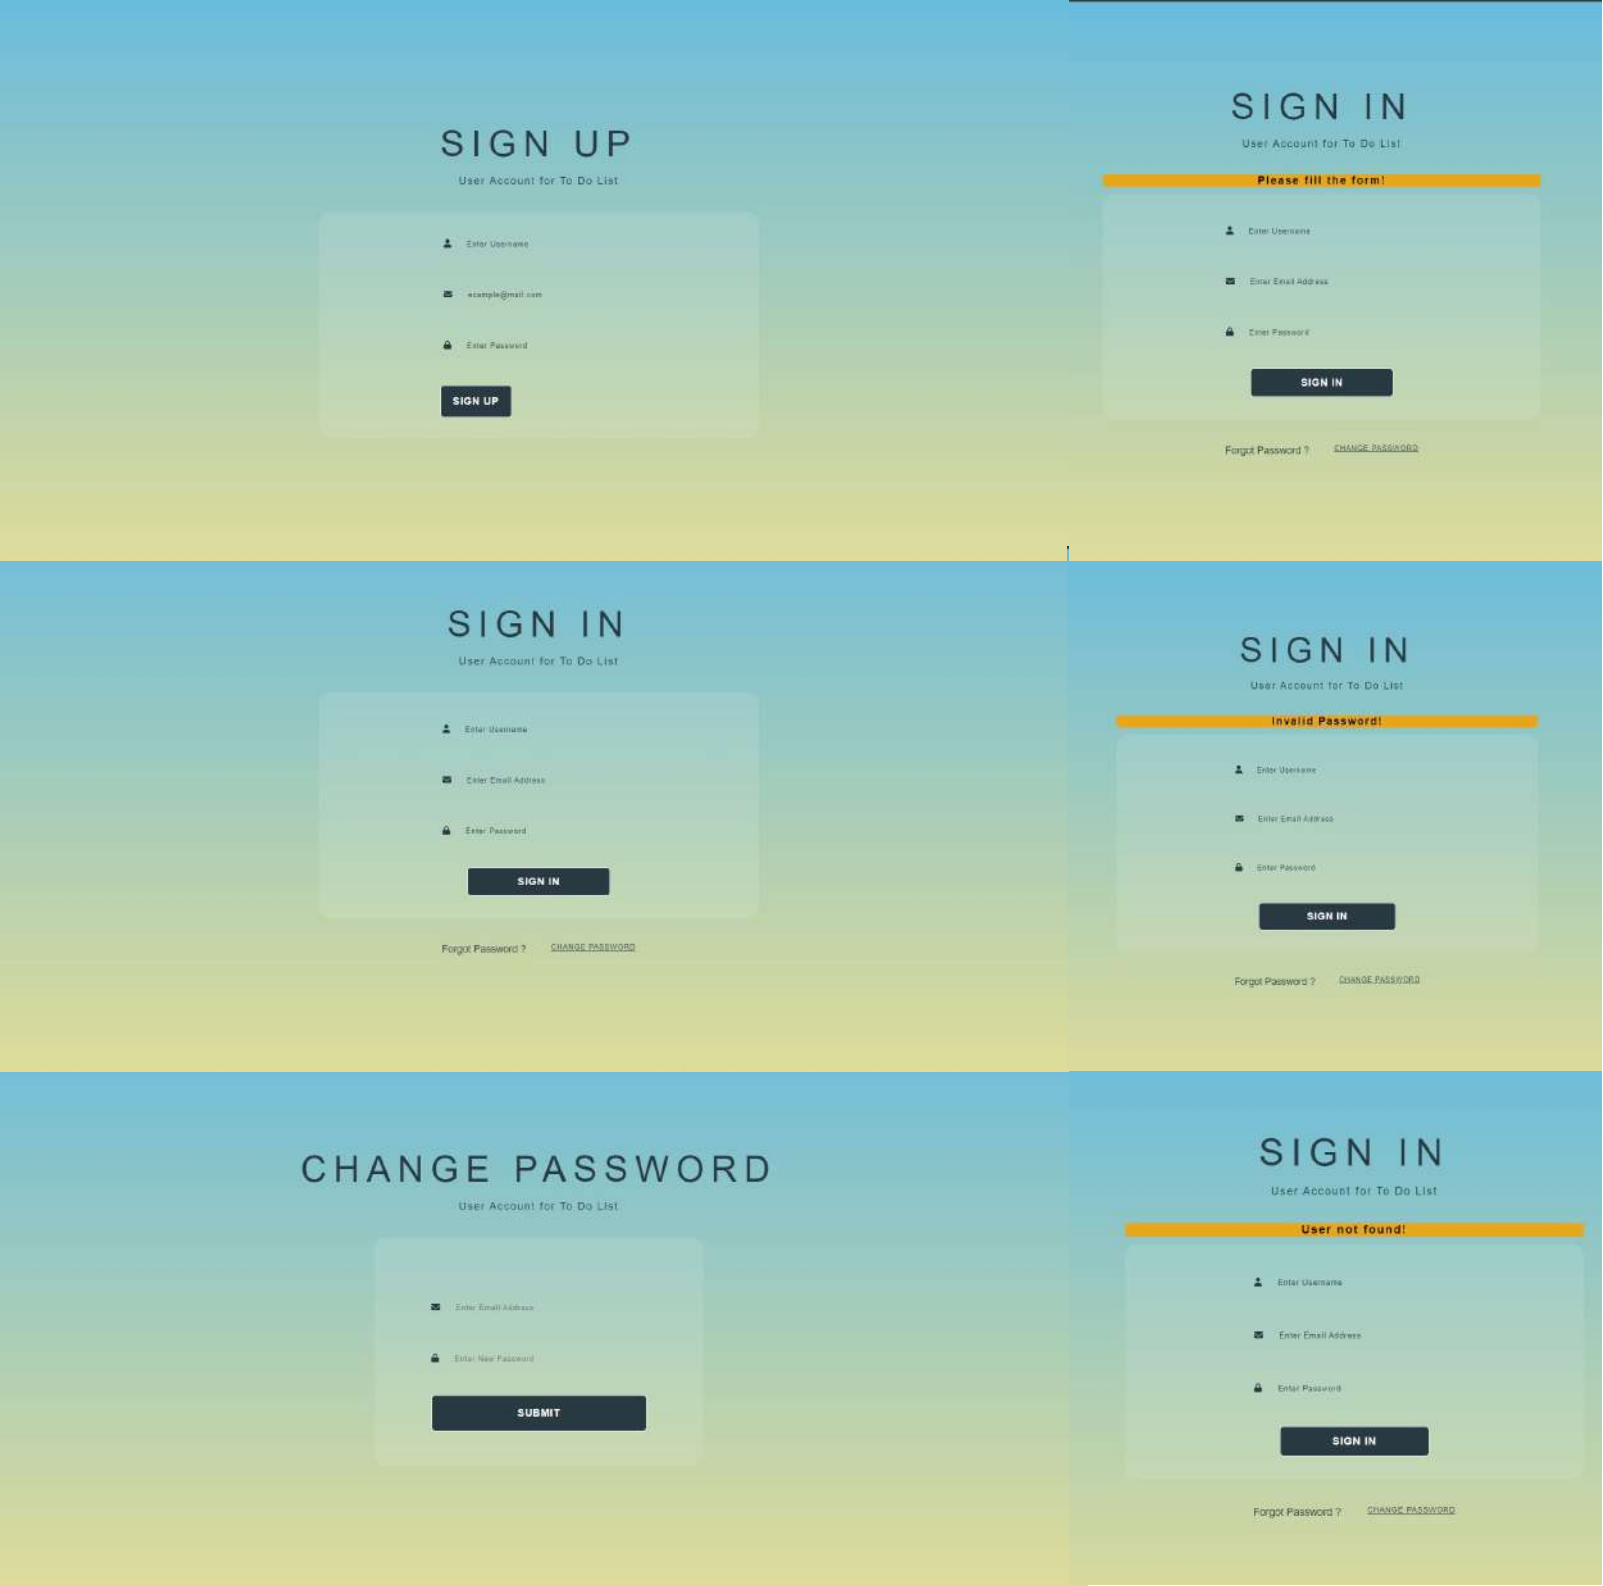 SIGN UP
User Account for To Do List
Enter Username
example@mail.com
Enter Password
SIGN UP
SIGN IN
User Account for To Do List
Please fill the form!
Enter Username
Enter Email Address
Enter Password
SIGN IN
Forgot Password ? CHANGE PASSWORD
SIGN IN
User Account for To Do List
Enter Username
Enter Email Address
Enter Password
SIGN IN
Forgot Password ? CHANGE PASSWORD
SIGN IN
User Account for To Do List
Invalid Password!
Enter Username
Enter Email Address
Enter Password
SIGN IN
Forgot Password ? CHANGE PASSWORD
CHANGE PASSWORD
User Account for To Do List
Enter Email Address
Enter New Password
SUBMIT
SIGN IN
User Account for To Do List
User not found!
Enter Username
Enter Email Address
Enter Password
SIGN IN
Forgot Password ? CHANGE PASSWORD